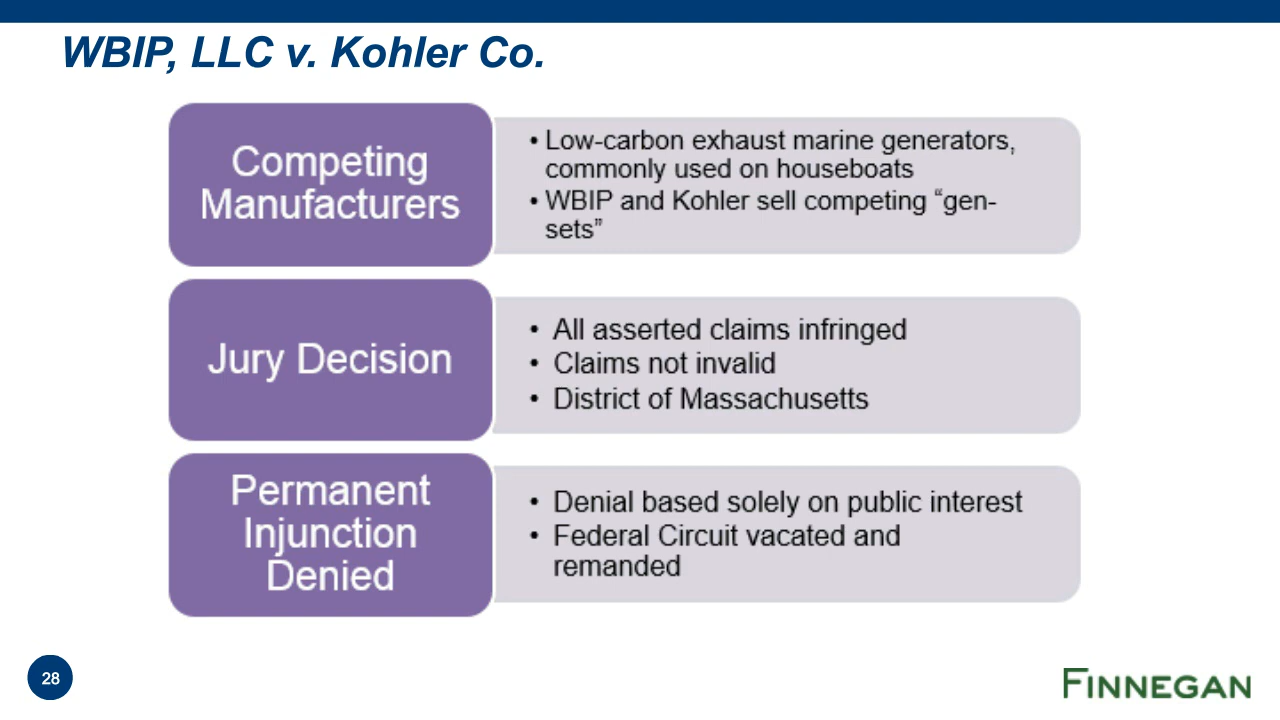 WBIP, LLC v. Kohler Co.
Competing
Manufacturers
• Low-carbon exhaust marine generators,
commonly used on houseboats
• WBIP and Kohler sell competing “gen-
sets”
Jury Decision
• All asserted claims infringed
• Claims not invalid
• District of Massachusetts
Permanent
Injunction
Denied
• Denial based solely on public interest
• Federal Circuit vacated and
remanded
28
FINNEGAN